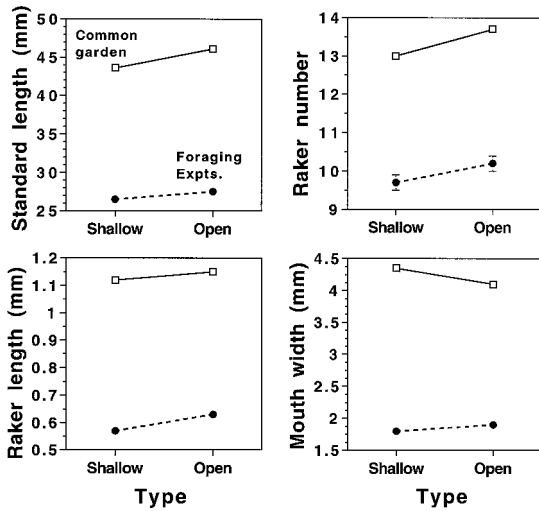 Standard length (mm)
50
45
40
35
30
25
Common
garden
Foraging
Expts.
Shallow
Open
Raker number
14
13
12
11
10
9
Shallow
Open
Raker length (mm)
1.2
1.1
1
0.9
0.8
0.7
0.6
0.5
Shallow
Open
Type
Mouth width (mm)
4.5
4
3.5
3
2.5
2
1.5
Shallow
Open
Type